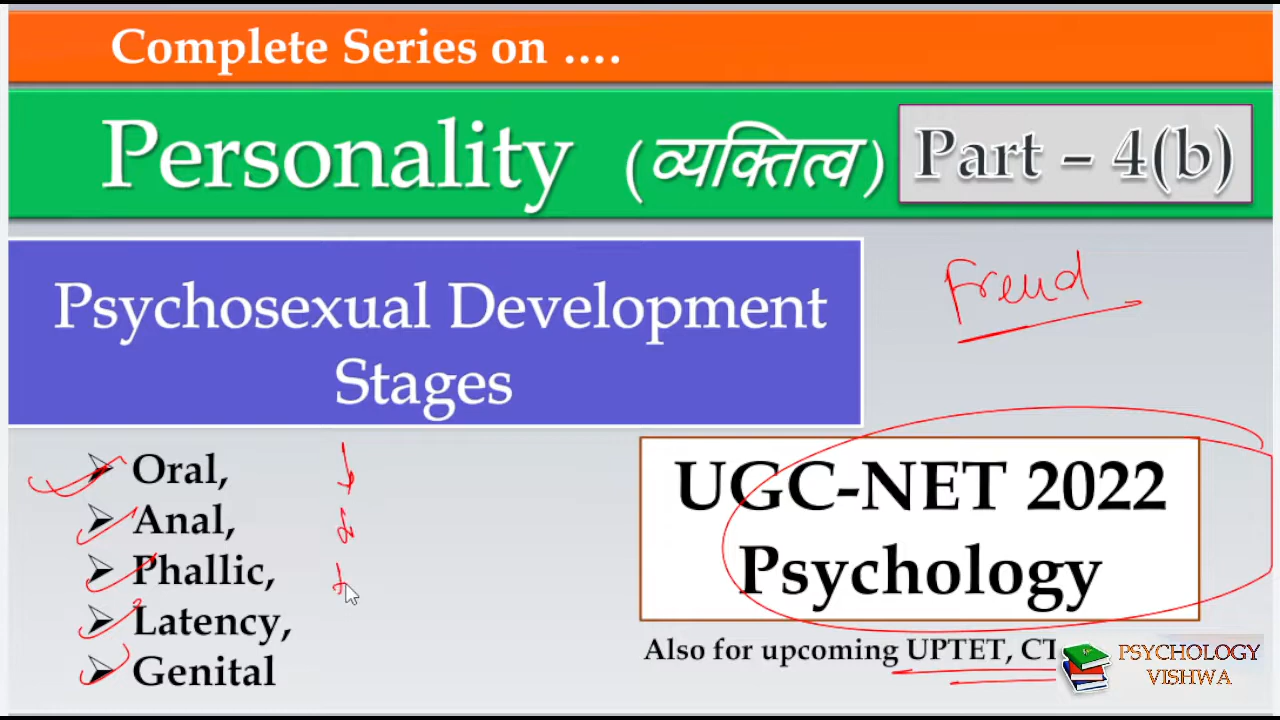 Complete Series on ....
Personality (व्यक्तित्व) Part – 4(b)
Psychosexual Development
Stages
Freud
Oral,
Anal,
Phallic,
Latency,
Genital
UGC-NET 2022
Psychology
Also for upcoming UPTET, CT
PSYCHOLOGY
VISHWA